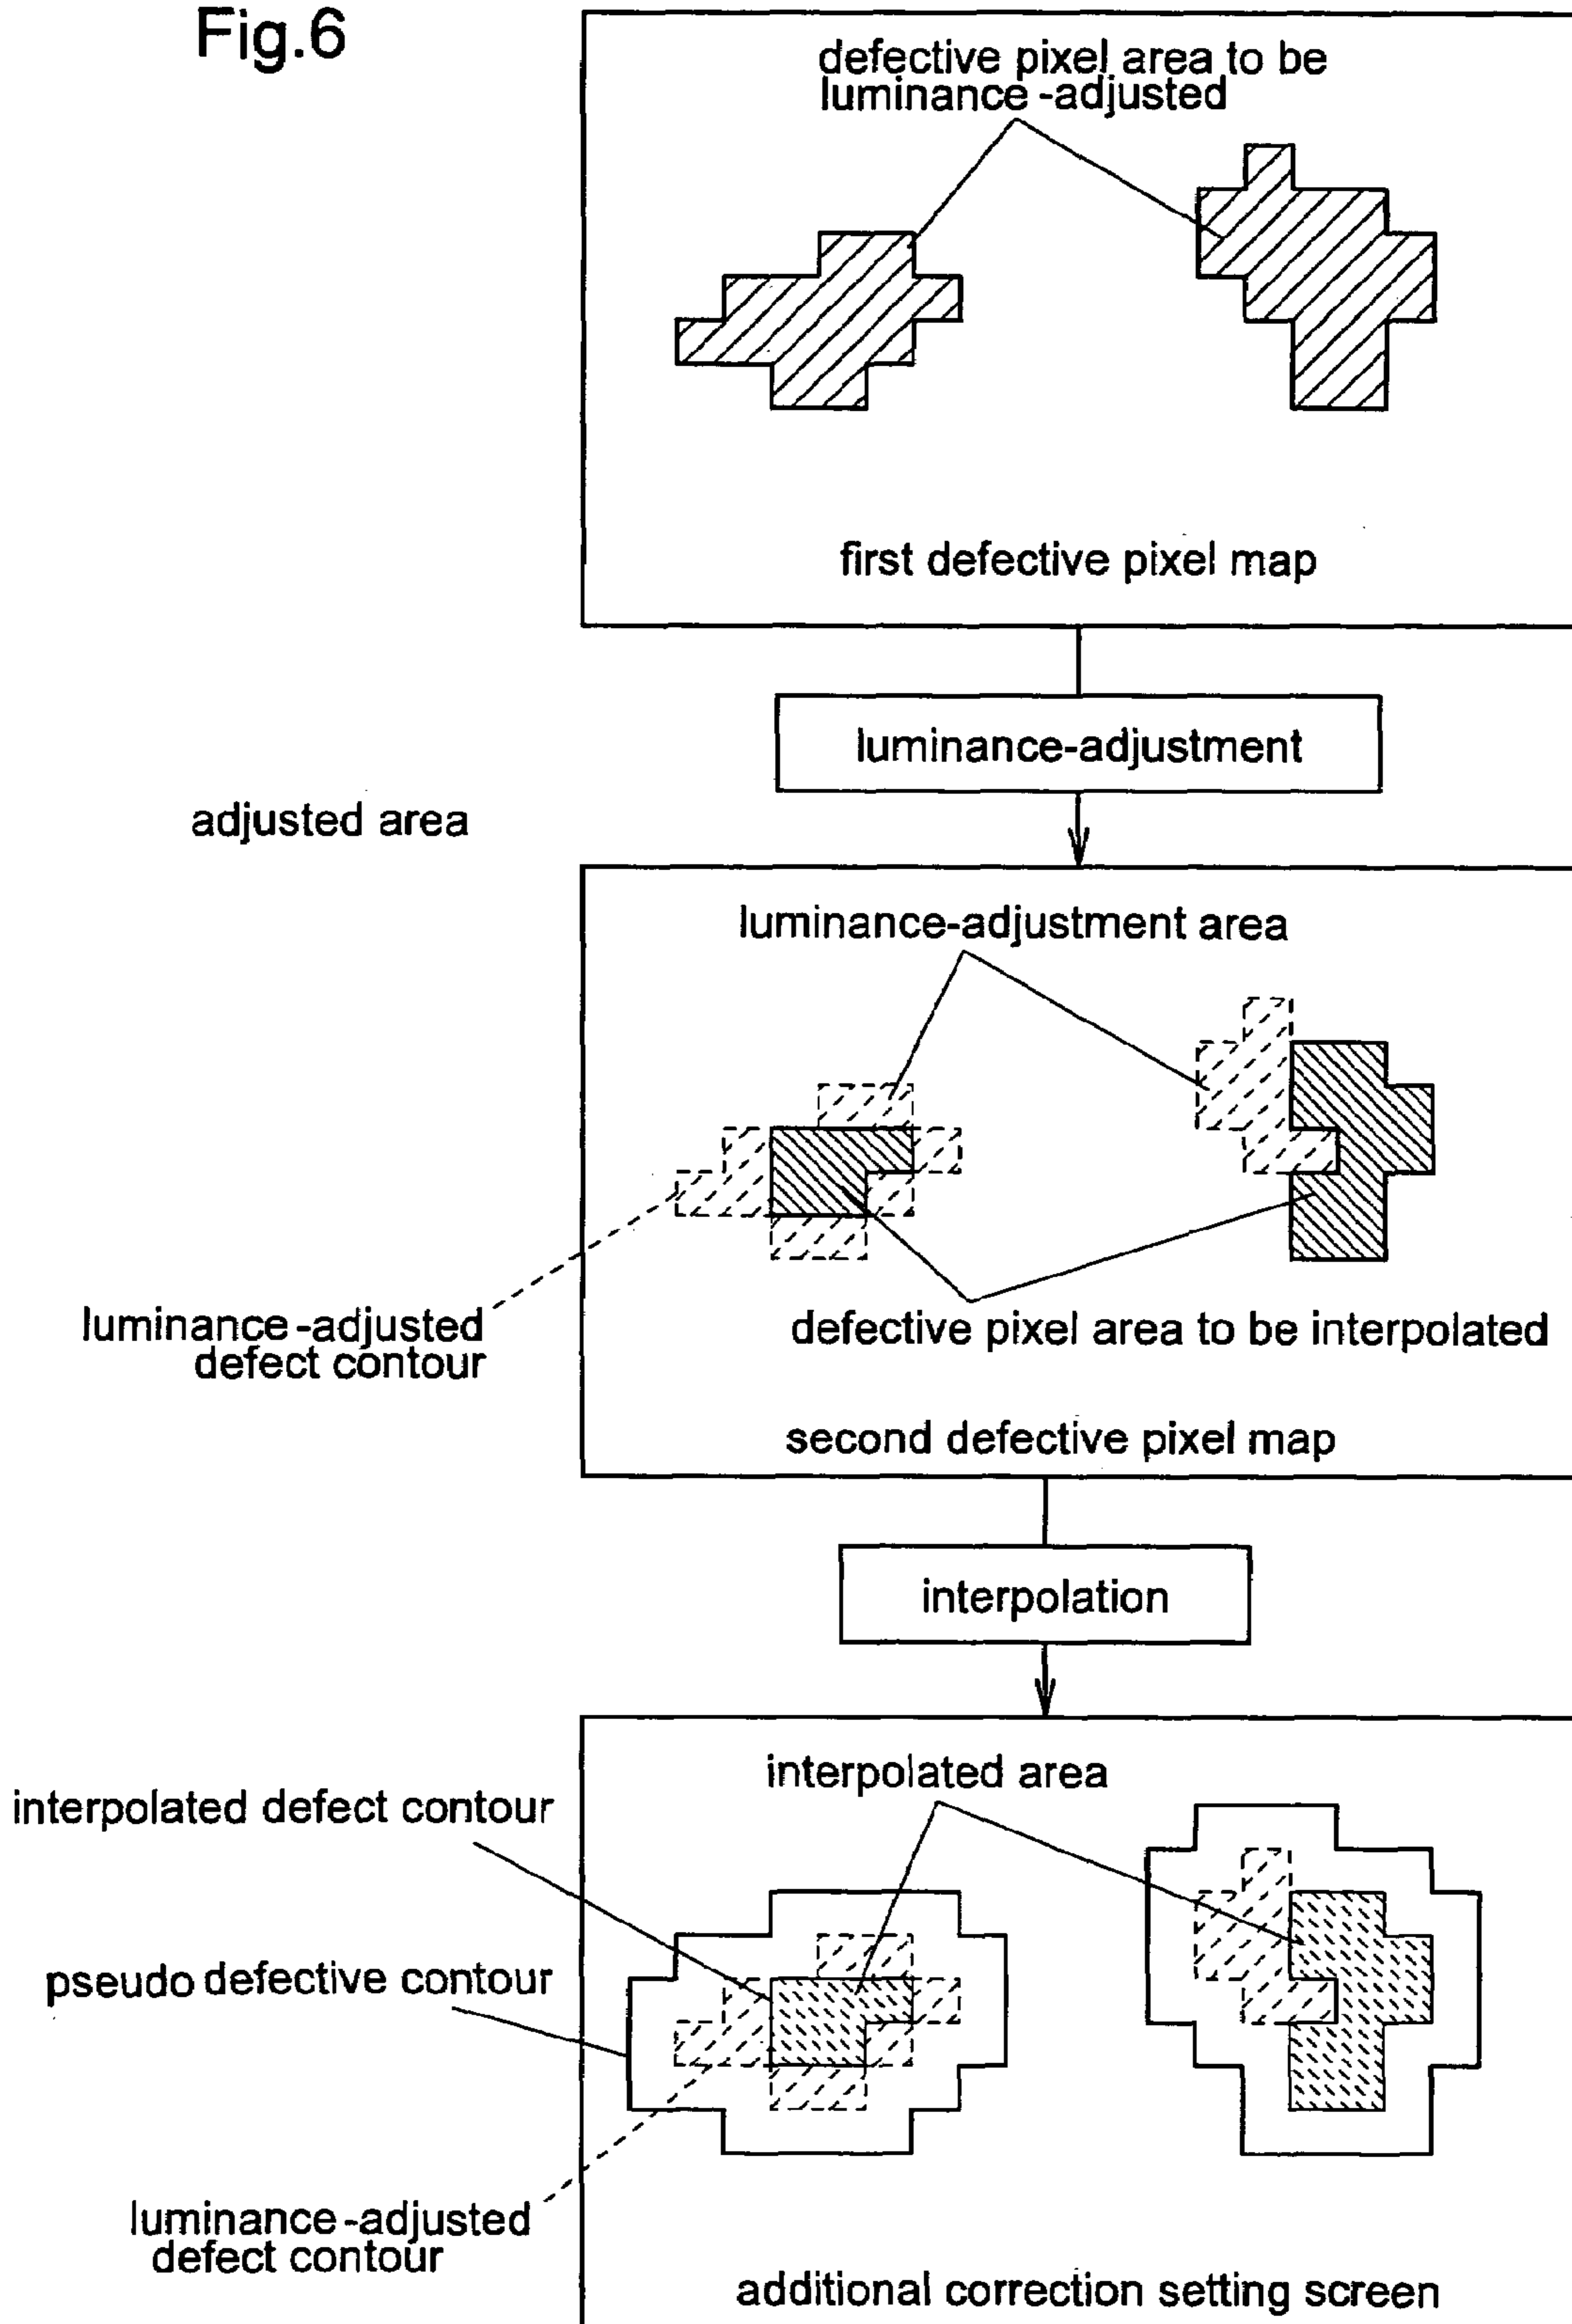 Fig.6
defective pixel area to be
luminance -adjusted
first defective pixel map
luminance-adjustment
adjusted area
luminance-adjustment area
luminance-adjusted
defect contour
defective pixel area to be interpolated
second defective pixel map
interpolation
interpolated area
interpolated defect contour
pseudo defective contour
luminance-adjusted
defect contour
additional correction setting screen